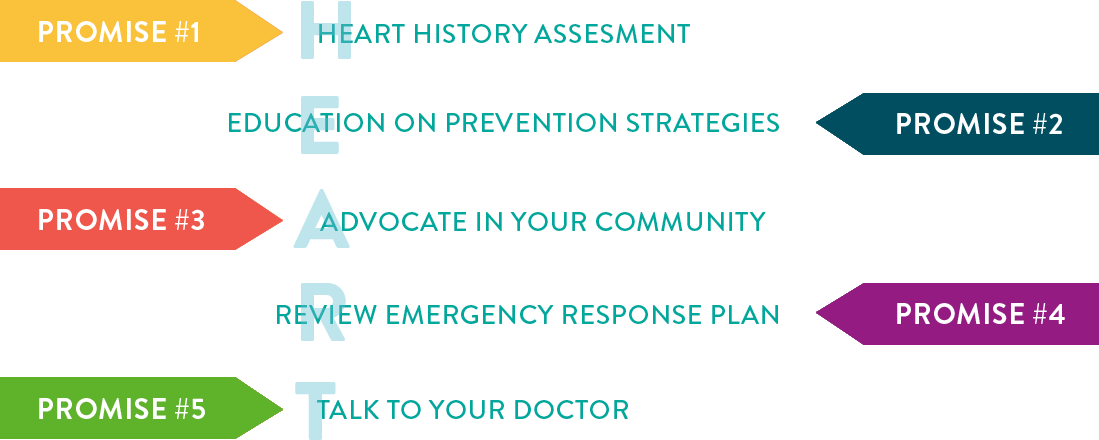 PROMISE #1 H HEART HISTORY ASSESMENT
E EDUCATION ON PREVENTION STRATEGIES PROMISE #2
PROMISE #3 A ADVOCATE IN YOUR COMMUNITY
R REVIEW EMERGENCY RESPONSE PLAN PROMISE #4
PROMISE #5 T TALK TO YOUR DOCTOR